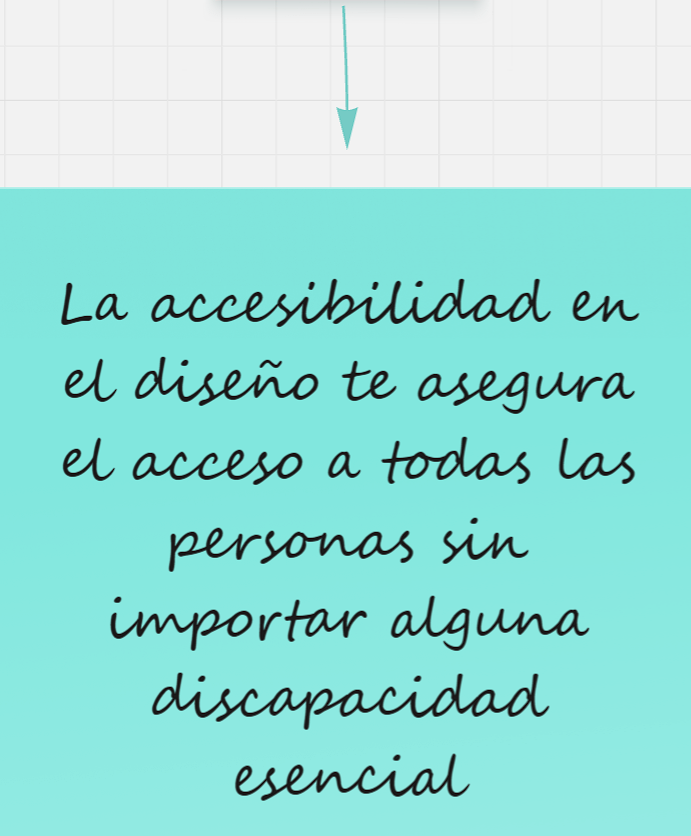 La accesibilidad en
el diseño te asegura
el acceso a todas las
personas sin
importar alguna
discapacidad
esencial